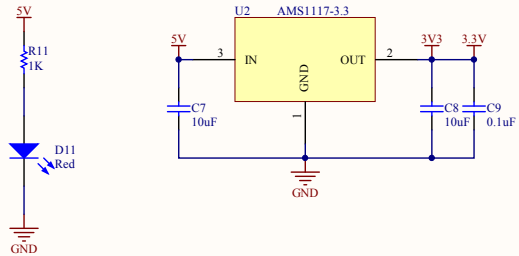 5V
R11
1K
D11
Red
GND
U2 AMS1117-3.3
5V
3 IN OUT 2
GND
1
3V3 3.3V
C7
10uF
C8
10uF
C9
0.1uF
GND